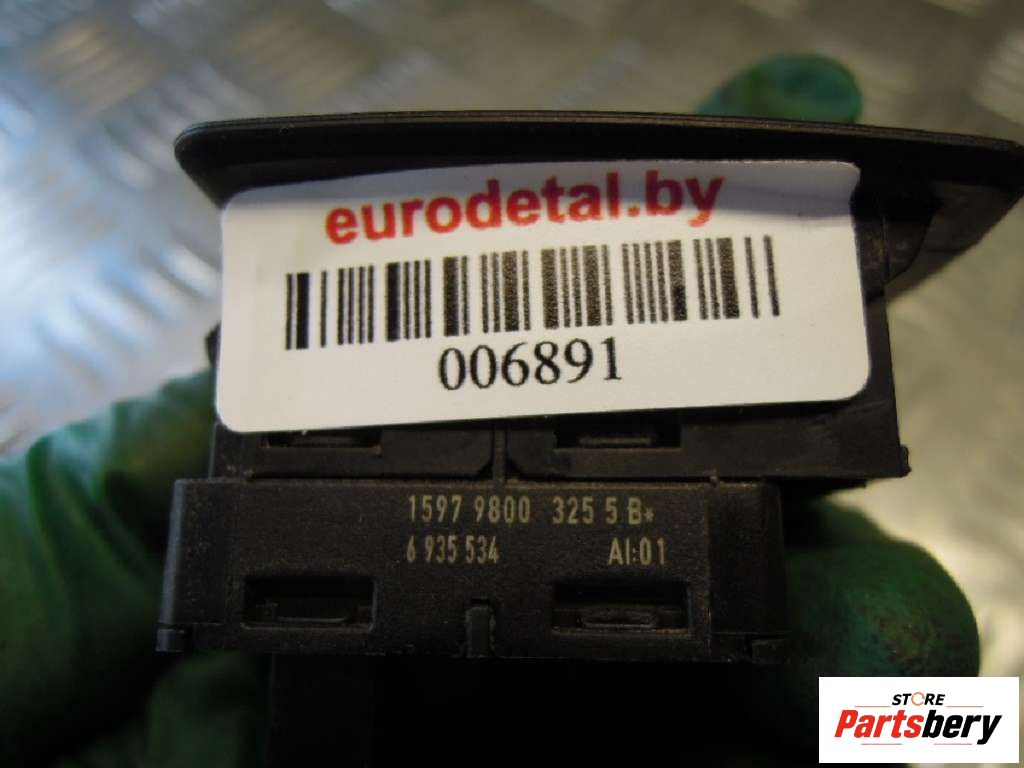 eurodetal.by
006891
1597 9800 325 5 B*
6 935 534 AI:01
STORE
Partsbery